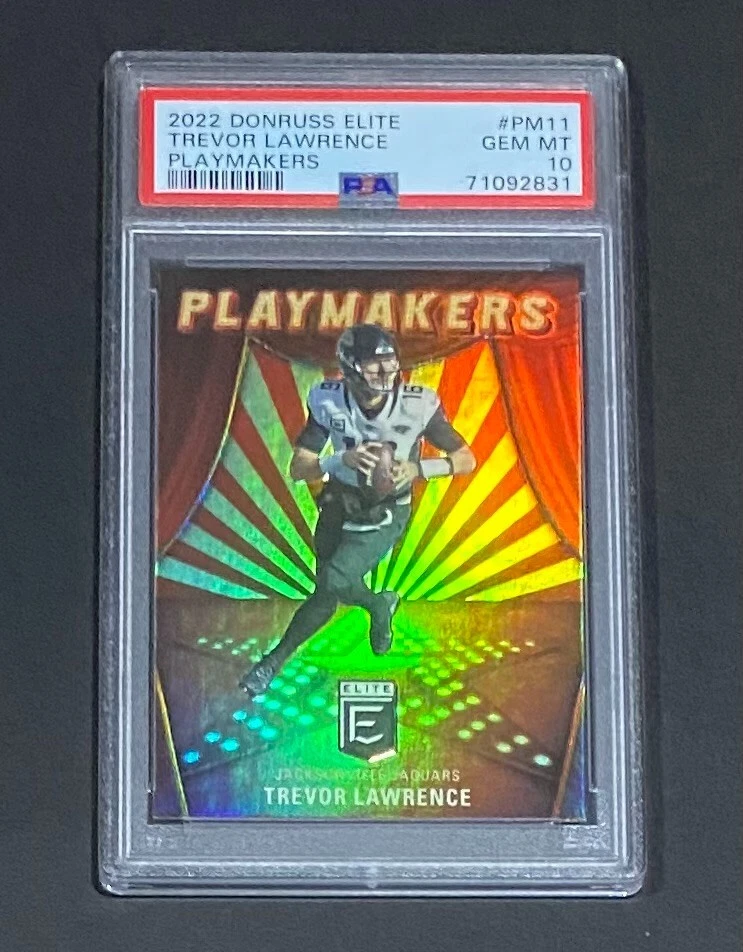 2022 DONRUSS ELITE #PM11
TREVOR LAWRENCE GEM MT
PLAYMAKERS 10
PSA 71092831
PLAYMAKERS
16 16
ELITE
E
JACKSONVILLE JAGUARS
TREVOR LAWRENCE